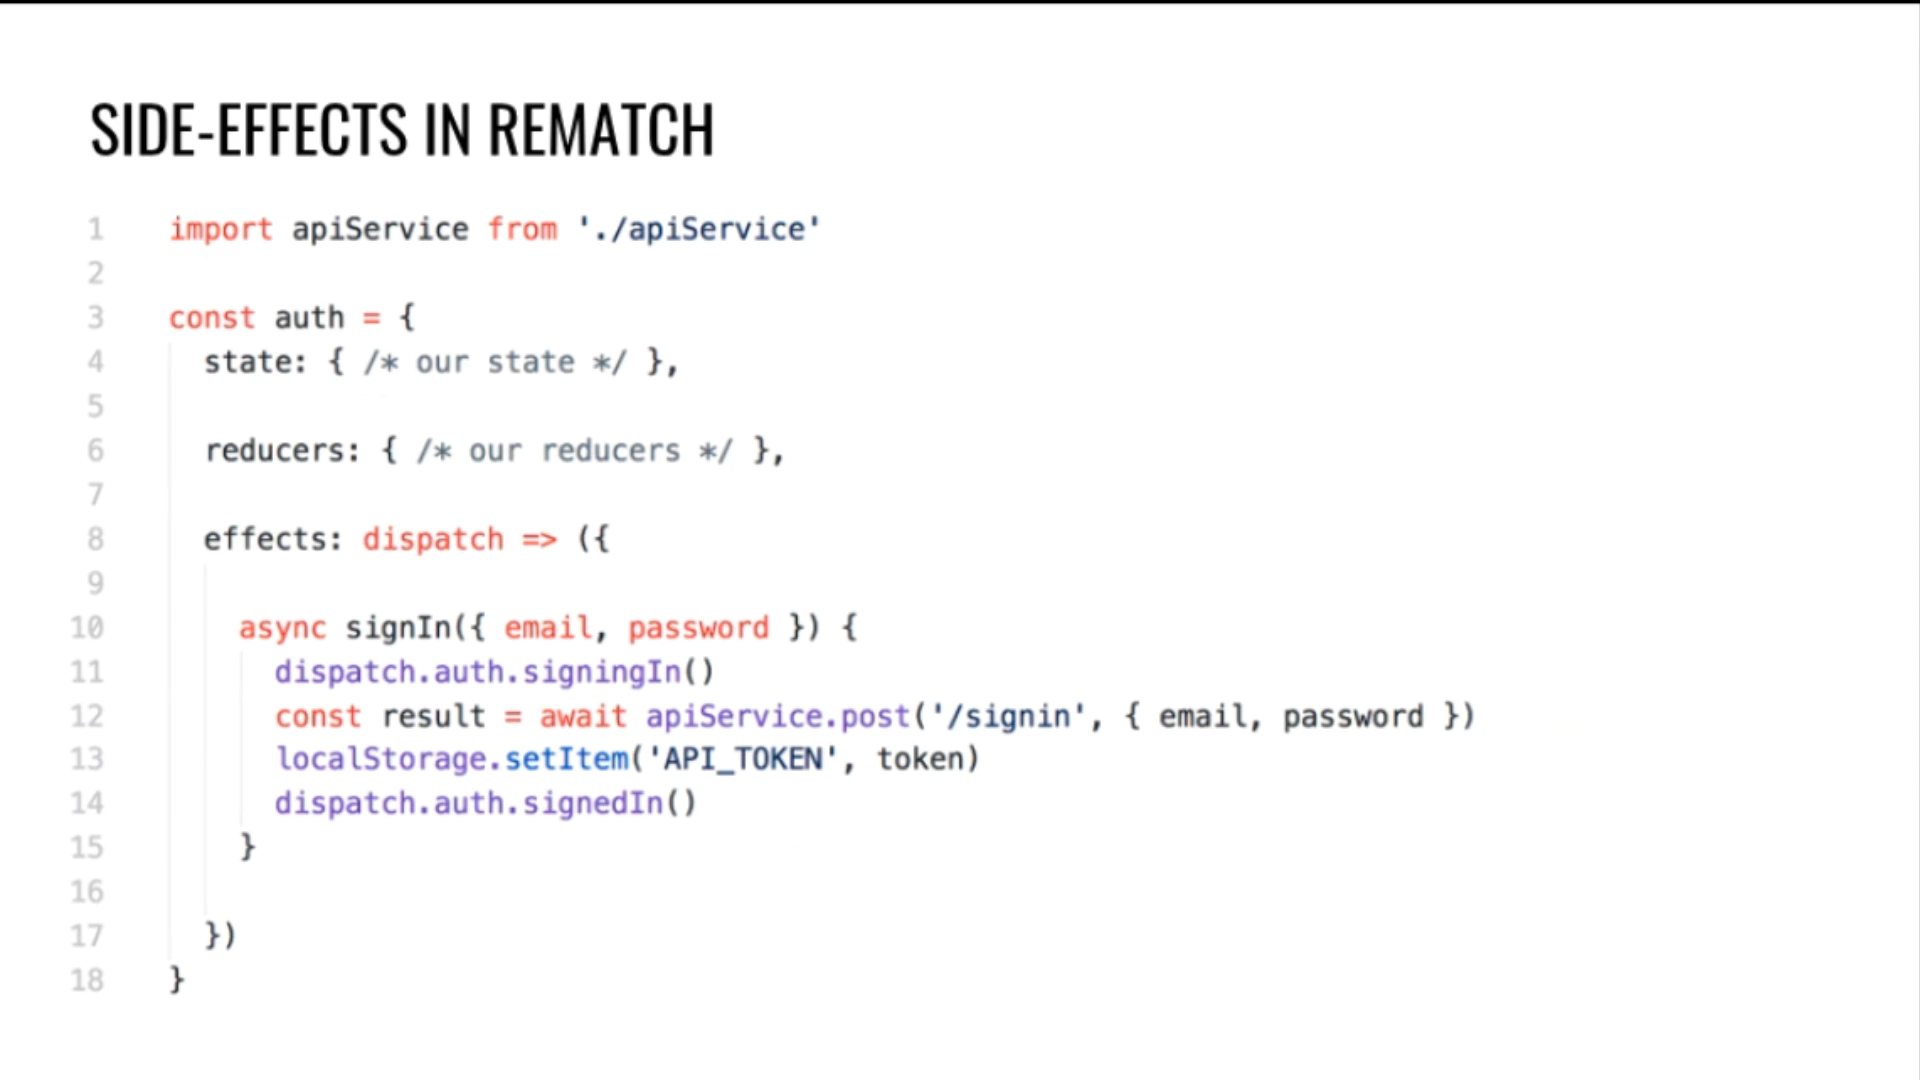 SIDE-EFFECTS IN REMATCH
1 import apiService from './apiService'
2
3 const auth = {
4 state: { /* our state */ },
5
6 reducers: { /* our reducers */ },
7
8 effects: dispatch => ({
9
10 async signIn({ email, password }) {
11 dispatch.auth.signingIn()
12 const result = await apiService.post('/signin', { email, password })
13 localStorage.setItem('API_TOKEN', token)
14 dispatch.auth.signedIn()
15 }
16
17 })
18 }